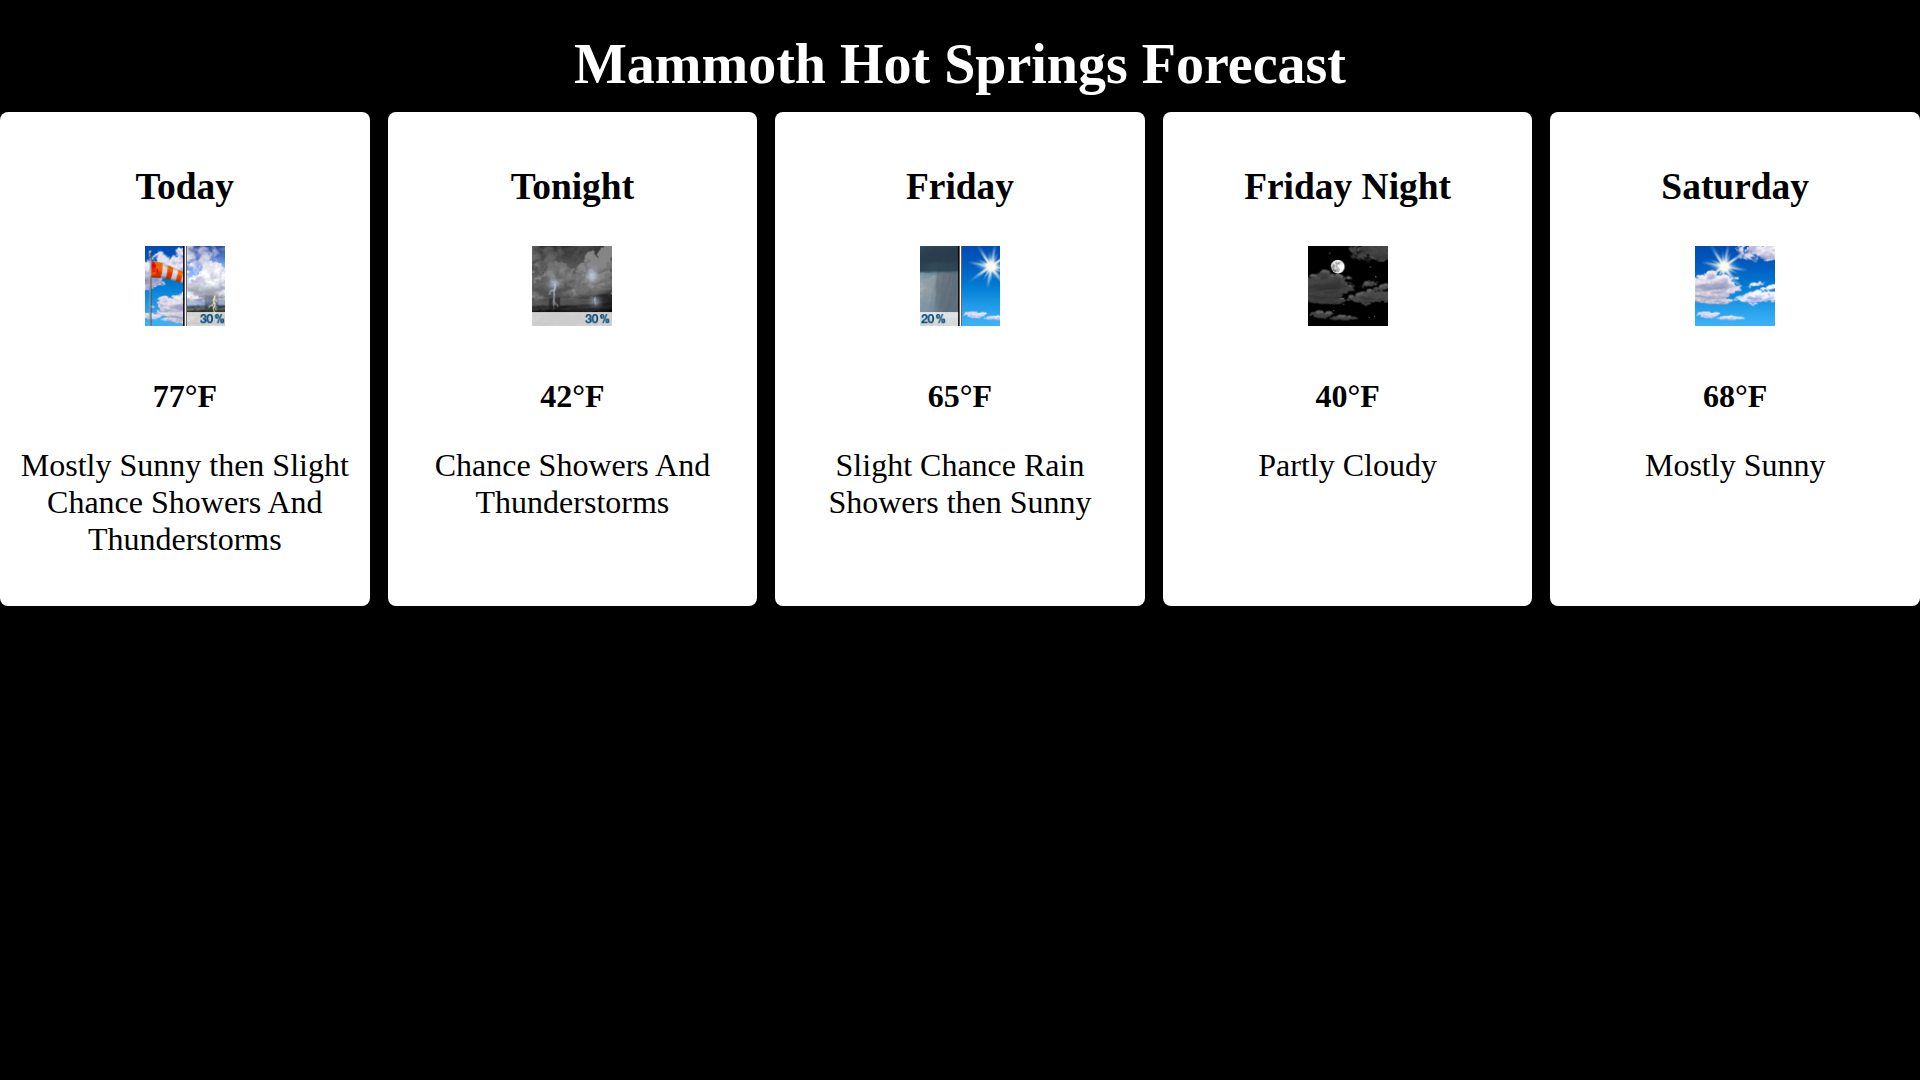 Mammoth Hot Springs Forecast
Today
30%
77°F
Mostly Sunny then Slight
Chance Showers And
Thunderstorms
Tonight
30%
42°F
Chance Showers And
Thunderstorms
Friday
20%
65°F
Slight Chance Rain
Showers then Sunny
Friday Night
40°F
Partly Cloudy
Saturday
68°F
Mostly Sunny